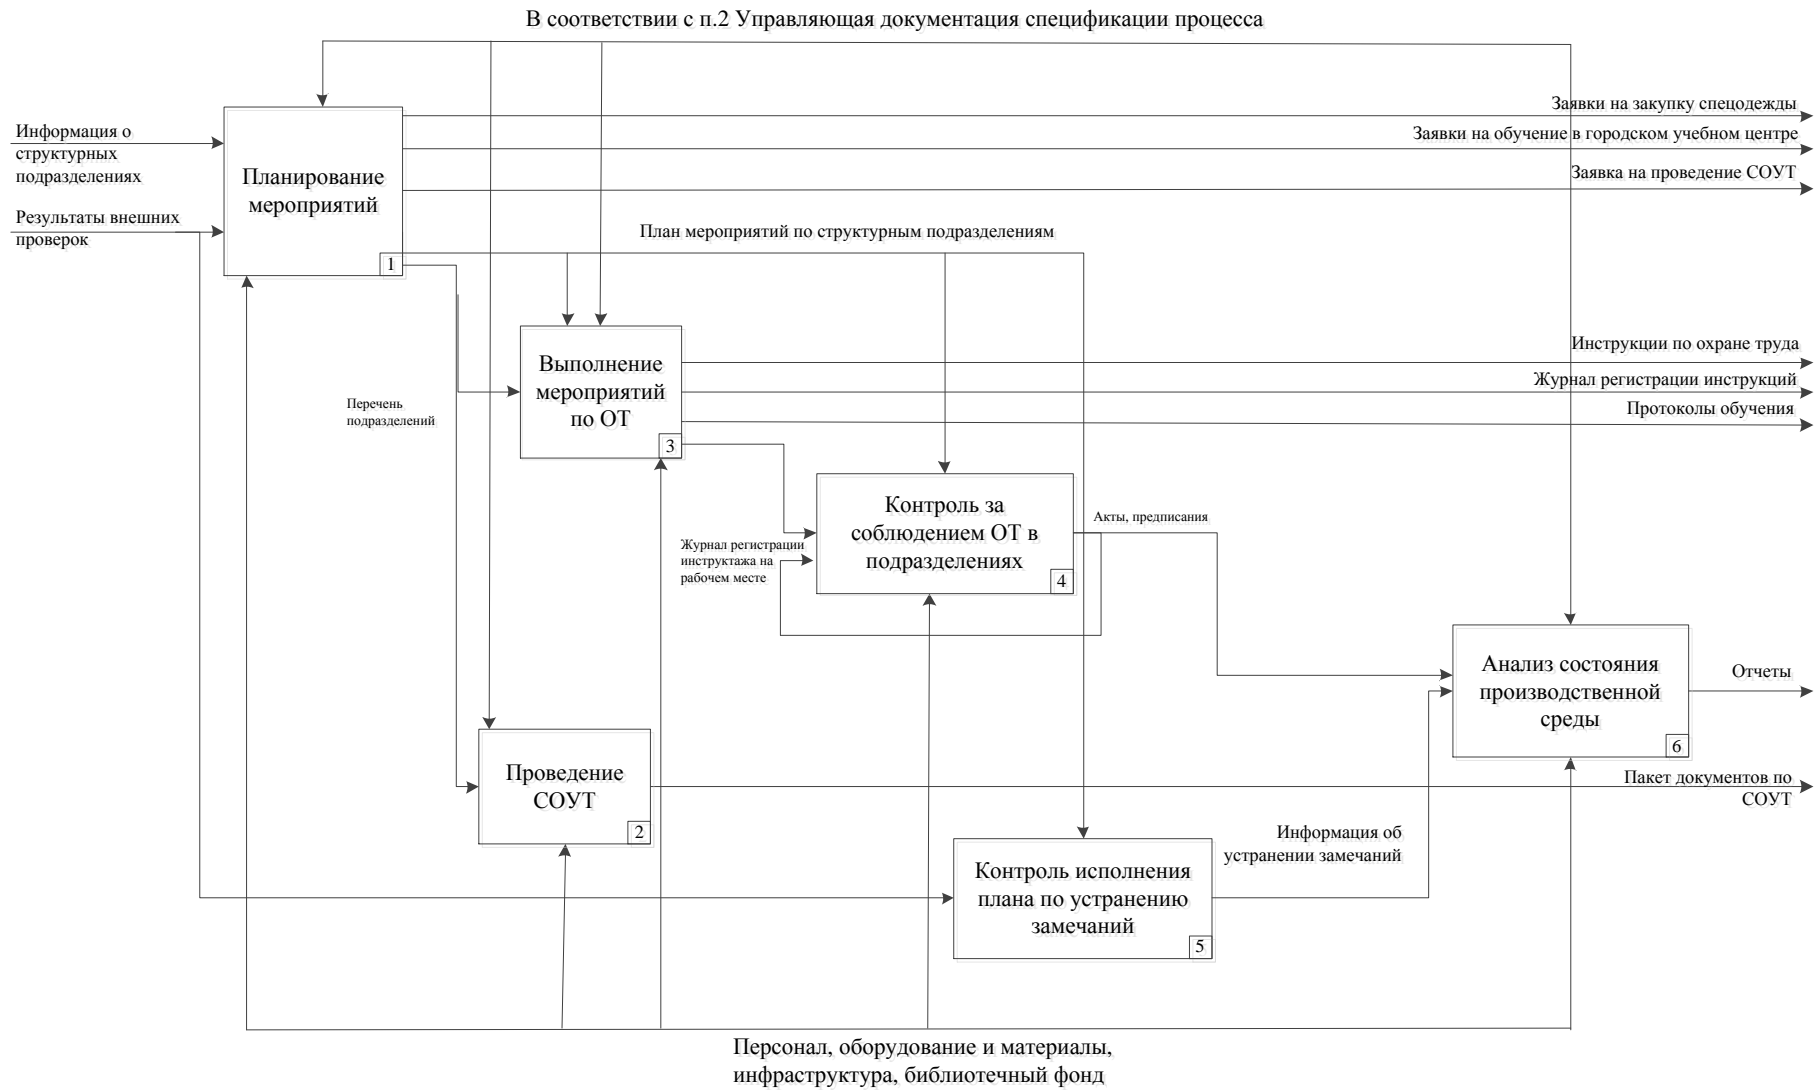 В соответствии с п.2 Управляющая документация спецификации процесса
Заявки на закупку спецодежды
Информация о
структурных
подразделениях
Заявки на обучение в городском учебном центре
Заявка на проведение СОУТ
Планирование
мероприятий
1
Результаты внешних
проверок
План мероприятий по структурным подразделениям
Инструкции по охране труда
Журнал регистрации инструкций
Протоколы обучения
Выполнение
мероприятий
по ОТ
3
Перечень
подразделений
Контроль за
соблюдением ОТ в
подразделениях
4
Акты, предписания
Журнал регистрации
инструктажа на
рабочем месте
Анализ состояния
производственной
среды
6
Отчеты
Проведение
СОУТ
2
Пакет документов по
СОУТ
Информация об
устранении замечаний
Контроль исполнения
плана по устранению
замечаний
5
Персонал, оборудование и материалы,
инфраструктура, библиотечный фонд